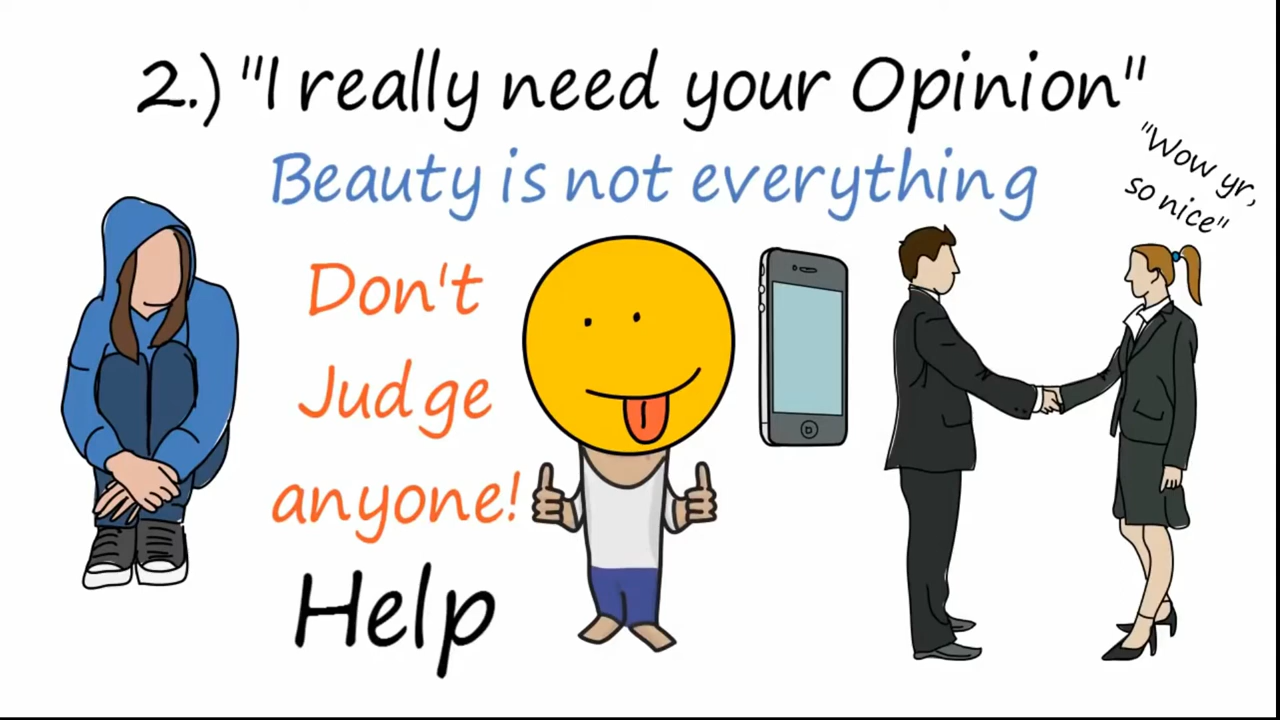 2.) "I really need your Opinion"
Beauty is not everything
"Wow yr,
so nice"
Don't
Judge
anyone!
Help